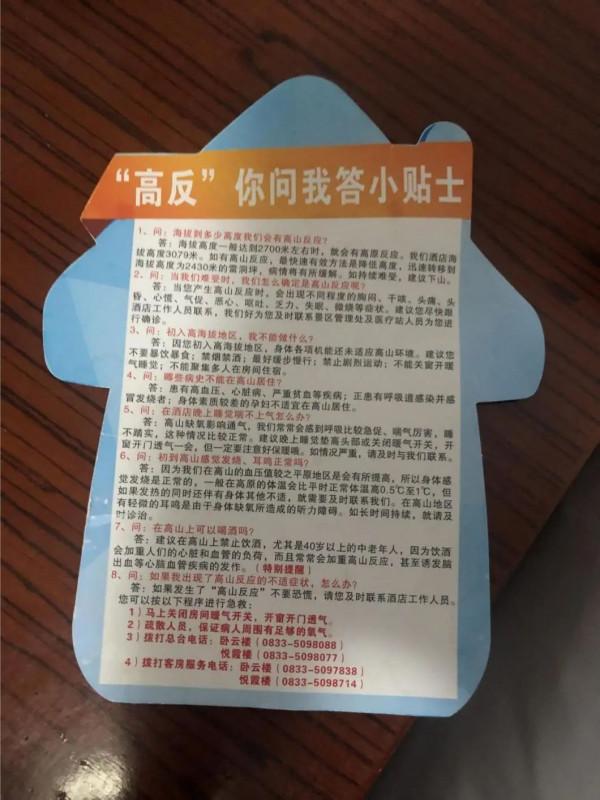 “高反”你问我答小贴士
1、问：海拔到多少高度我们会有高山反应？
答：海拔高度一般达到2700米左右时，就会有高原反应。我们酒店海
拔高度3079米。如有高山反应，最快速有效方法是降低高度，迅速转移到
海拔高度为2430米的雷洞坪，病情将有所缓解。如持续难受，建议下山。
2、问：当我们难受时，我们怎么确定是高山反应呢？
答：当您产生高山反应时，会出现不同程度的胸闷、干咳、头痛、头
昏、心慌、气促、恶心、呕吐、乏力、失眠、微烧等症状。建议您尽快跟
酒店工作人员联系，我们好为您及时联系景区管理处及医疗站人员为您进
行确诊。
3、问：初入高海拔地区，我不能做什么？
答：因您初入高海拔地区，身体各项机能还未适应高山环境。建议您
不要暴饮暴食；禁烟禁酒；最好缓步慢行；禁止剧烈运动；不能关窗开暖
气睡觉；不能聚集多人在房间住宿。
4、问：哪些病史不能在高山居住？
答：患有高血压、心脏病、严重贫血等疾病；正患有呼吸道感染并感
冒发烧者；身体素质较差的孕妇不适宜在高山居住。
5、问：在酒店晚上睡觉喘不上气怎么办？
答：高山缺氧影响通气，我们常常会感到呼吸比较急促、喘气厉害，睡
不踏实，这种情况比较正常。建议晚上睡觉垫高头部或关闭暖气开关，开
窗开门透气一会，但一定要注意好保暖哦。如情况严重，请及时与我们联系。
6、问：初到高山感觉发烧、耳鸣正常吗？
答：因为我们在高山的血压值较之平原地区是会有所提高，所以身体感
觉发烧是正常的，一般在高原的体温会比平时正常体温高0.5℃至1℃，但
如果发热的同时还伴有身体其他不适，就需要及时联系我们。在高山地区
有轻微的耳鸣是由于身体缺氧所造成的听力障碍。如长时间持续，就请及
时诊治。
7、问：在高山上可以喝酒吗？
答：建议在高山上禁止饮酒，尤其是40岁以上的中老年人，因为饮酒
会加重人们的心脏和血管的负荷，而且常常会加重高山反应，甚至诱发脑
出血等心脑血管疾病的发作。（特别提醒）
8、问：如果我出现了高山反应的不适症状，怎么办？
答：如果发生了“高山反应”不要恐慌，请您及时联系酒店工作人员。
您可以按以下程序进行急救：
1）马上关闭房间暖气开关，开窗开门透气。
2）疏散人员，保证病人周围有足够的氧气。
3）拨打总台电话：卧云楼（0833-5098088）
悦霞楼（0833-5098077）
4）拨打客房服务电话：卧云楼（0833-5097838）
悦霞楼（0833-5098714）